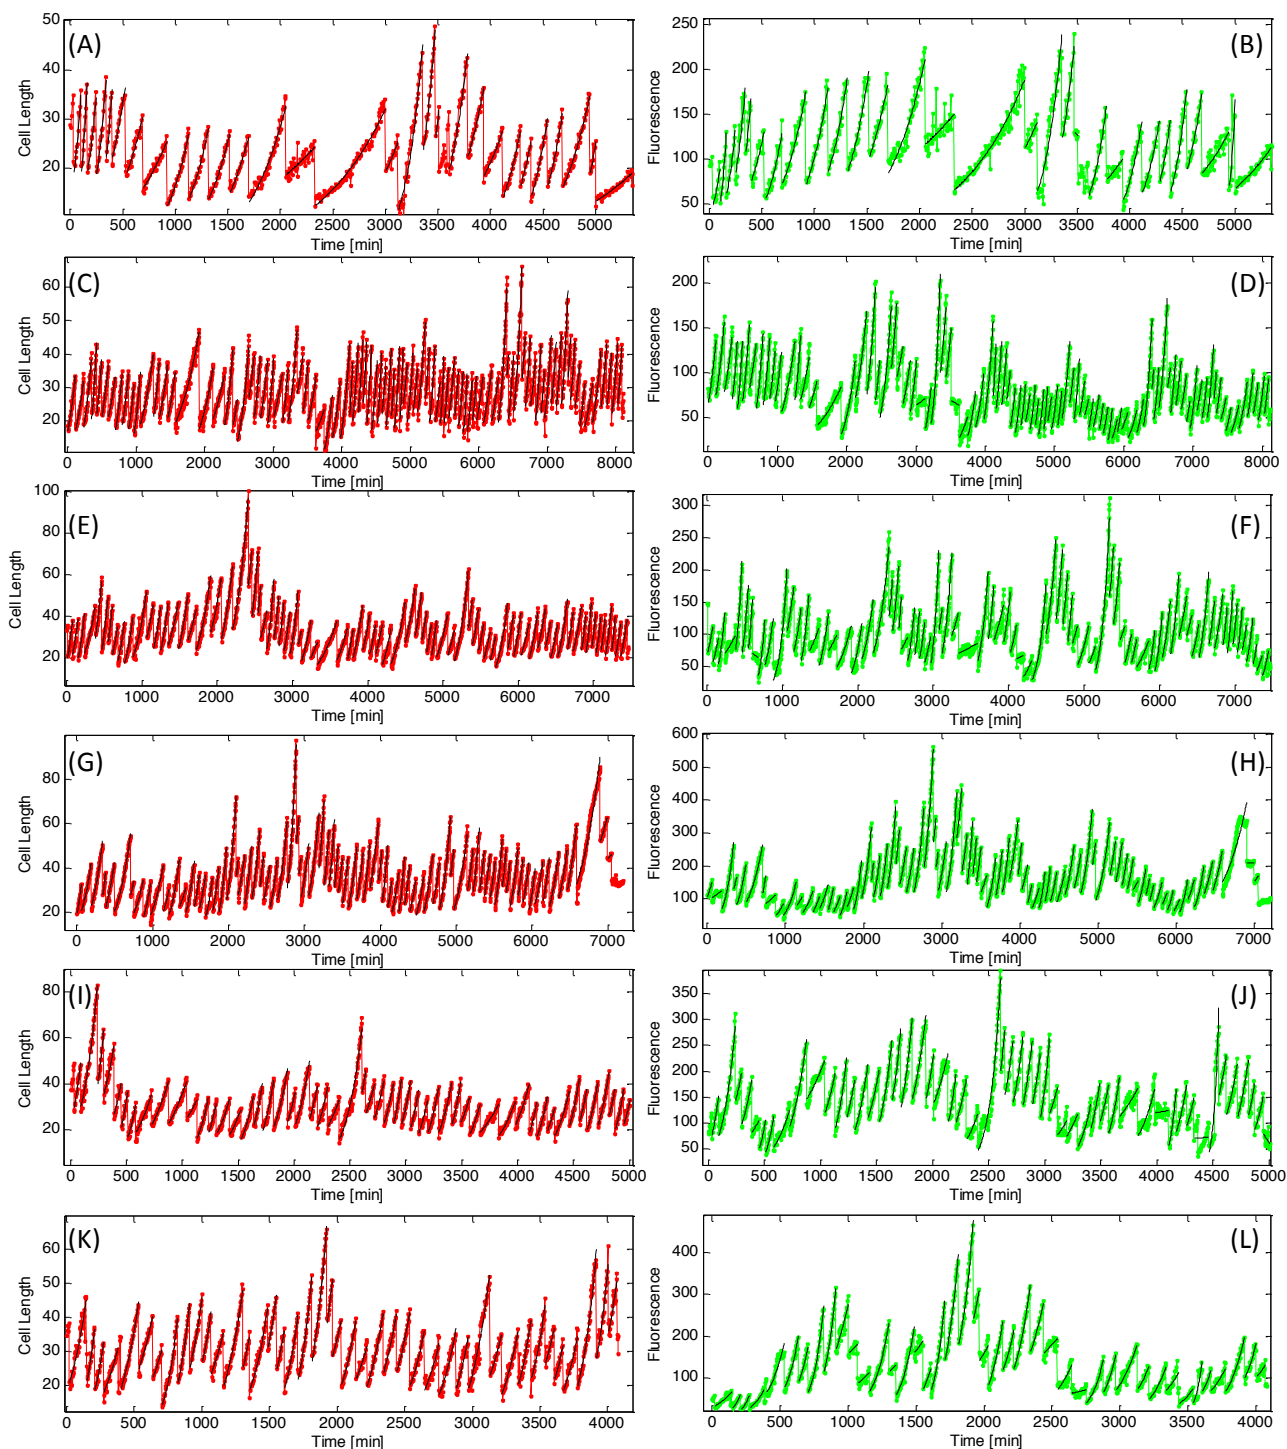 (A)
Cell Length
50
40
30
20
0 500 1000 1500 2000 2500 3000 3500 4000 4500 5000
Time [min]
(B)
Fluorescence
250
200
150
100
50
0 500 1000 1500 2000 2500 3000 3500 4000 4500 5000
Time [min]
(C)
Cell Length
60
50
40
30
20
0 1000 2000 3000 4000 5000 6000 7000 8000
Time [min]
(D)
Fluorescence
200
150
100
50
0 1000 2000 3000 4000 5000 6000 7000 8000
Time [min]
(E)
Cell Length
100
80
60
40
20
0 1000 2000 3000 4000 5000 6000 7000
Time [min]
(F)
Fluorescence
300
250
200
150
100
50
0 1000 2000 3000 4000 5000 6000 7000
Time [min]
(G)
Cell Length
80
60
40
20
0 1000 2000 3000 4000 5000 6000 7000
Time [min]
(H)
Fluorescence
600
500
400
300
200
100
0 1000 2000 3000 4000 5000 6000 7000
Time [min]
(I)
Cell Length
80
60
40
20
0 500 1000 1500 2000 2500 3000 3500 4000 4500 5000
Time [min]
(J)
Fluorescence
350
300
250
200
150
100
50
0 500 1000 1500 2000 2500 3000 3500 4000 4500 5000
Time [min]
(K)
Cell Length
60
50
40
30
20
0 500 1000 1500 2000 2500 3000 3500 4000
Time [min]
(L)
Fluorescence
400
300
200
100
0 500 1000 1500 2000 2500 3000 3500 4000
Time [min]